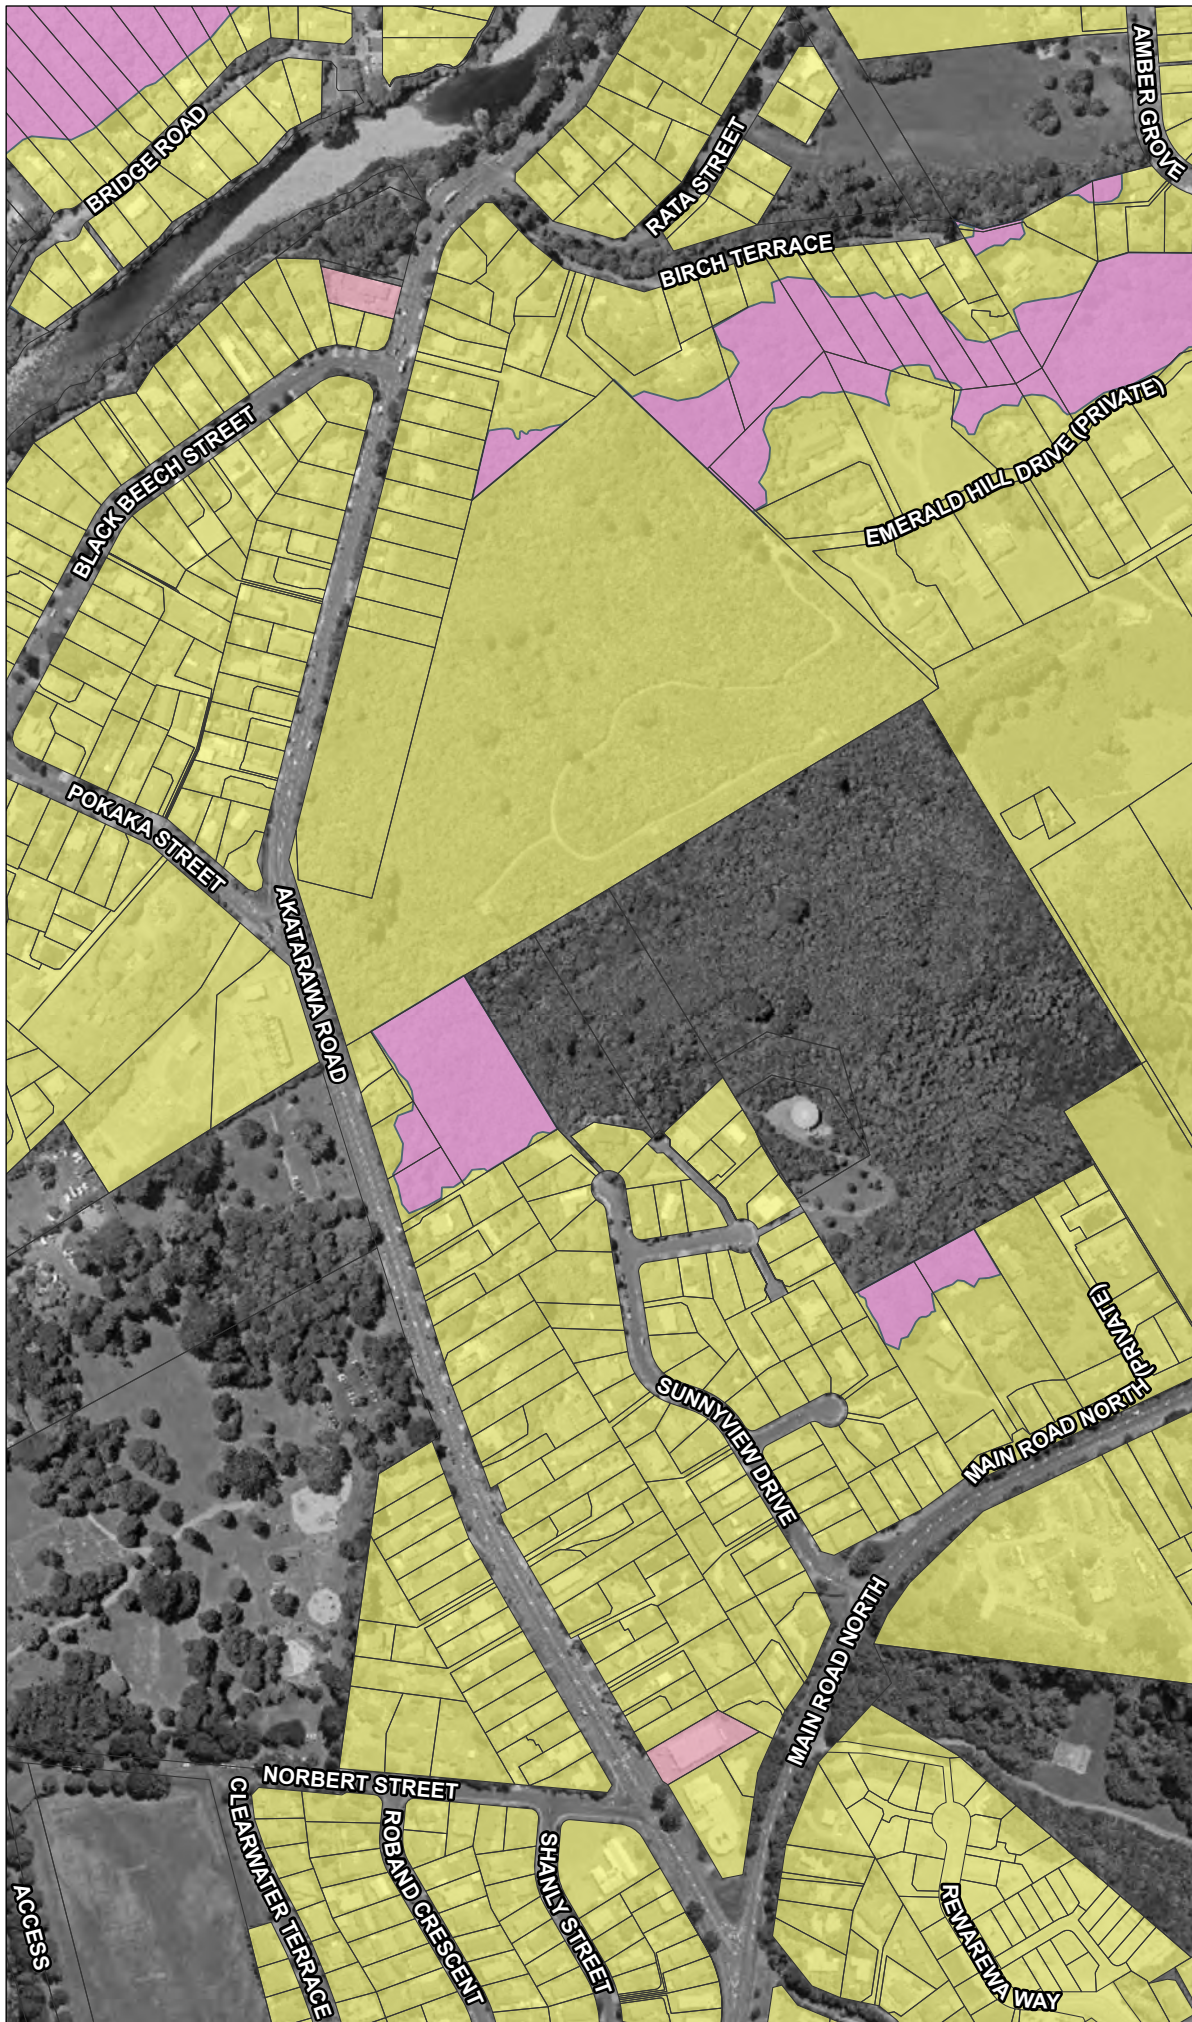 AMBER GROVE
BRIDGE ROAD
RATA STREET
BIRCH TERRACE
EMERALD HILL DRIVE (PRIVATE)
BLACK BEECH STREET
POKAKA STREET
AKATARAWA ROAD
(PRIVATE)
SUNNYVIEW DRIVE
MAIN ROAD NORTH
MAIN ROAD NORTH
NORBERT STREET
CLEARWATER TERRACE
ROBAND CRESCENT
SHANLY STREET
ACCESS
REWAREWA WAY